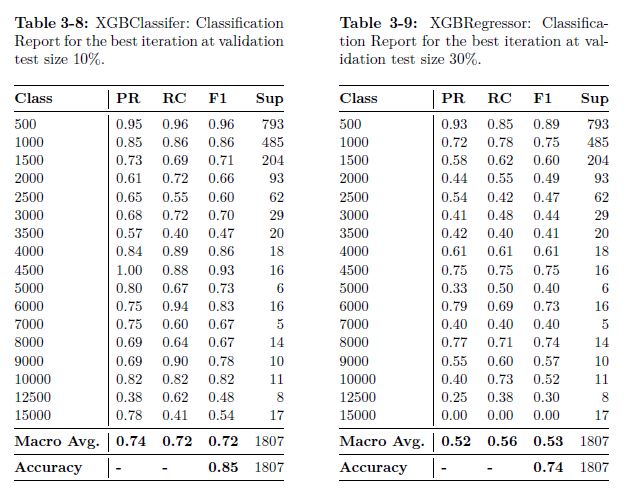 Table 3-8: XGBClassifer: Classification
Report for the best iteration at validation
test size 10%.
Class PR RC F1 Sup
500 0.95 0.96 0.96 793
1000 0.85 0.86 0.86 485
1500 0.73 0.69 0.71 204
2000 0.61 0.72 0.66 93
2500 0.65 0.55 0.60 62
3000 0.68 0.72 0.70 29
3500 0.57 0.40 0.47 20
4000 0.84 0.89 0.86 18
4500 1.00 0.88 0.93 16
5000 0.80 0.67 0.73 6
6000 0.75 0.94 0.83 16
7000 0.75 0.60 0.67 5
8000 0.69 0.64 0.67 14
9000 0.69 0.90 0.78 10
10000 0.82 0.82 0.82 11
12500 0.38 0.62 0.48 8
15000 0.78 0.41 0.54 17
Macro Avg. 0.74 0.72 0.72 1807
Accuracy - - 0.85 1807
Table 3-9: XGBRegressor: Classifica-
tion Report for the best iteration at val-
idation test size 30%.
Class PR RC F1 Sup
500 0.93 0.85 0.89 793
1000 0.72 0.78 0.75 485
1500 0.58 0.62 0.60 204
2000 0.44 0.55 0.49 93
2500 0.54 0.42 0.47 62
3000 0.41 0.48 0.44 29
3500 0.42 0.40 0.41 20
4000 0.61 0.61 0.61 18
4500 0.75 0.75 0.75 16
5000 0.33 0.50 0.40 6
6000 0.79 0.69 0.73 16
7000 0.40 0.40 0.40 5
8000 0.77 0.71 0.74 14
9000 0.55 0.60 0.57 10
10000 0.40 0.73 0.52 11
12500 0.25 0.38 0.30 8
15000 0.00 0.00 0.00 17
Macro Avg. 0.52 0.56 0.53 1807
Accuracy - - 0.74 1807